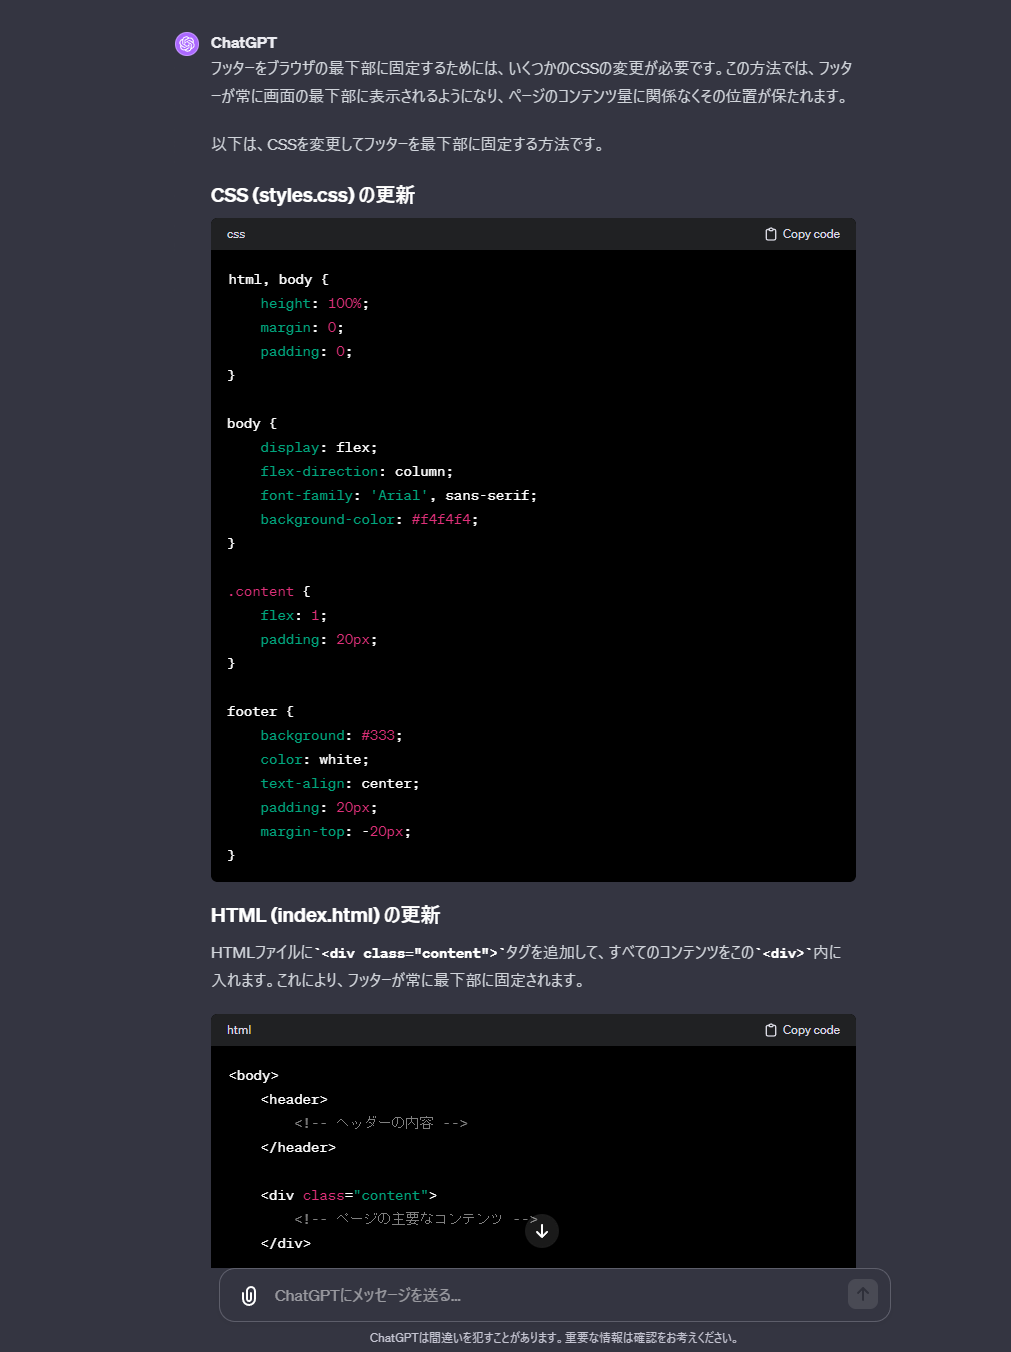 ChatGPT
フッターをブラウザの最下部に固定するためには、いくつかのCSSの変更が必要です。この方法では、フッタ
ーが常に画面の最下部に表示されるようになり、ページのコンテンツ量に関係なくその位置が保たれます。
以下は、CSSを変更してフッターを最下部に固定する方法です。
CSS (styles.css) の更新
css Copy code
html, body {
    height: 100%;
    margin: 0;
    padding: 0;
}
body {
    display: flex;
    flex-direction: column;
    font-family: 'Arial', sans-serif;
    background-color: #f4f4f4;
}
.content {
    flex: 1;
    padding: 20px;
}
footer {
    background: #333;
    color: white;
    text-align: center;
    padding: 20px;
    margin-top: -20px;
}
HTML (index.html) の更新
HTMLファイルに`<div class="content">`タグを追加して、すべてのコンテンツをこの`<div>`内に
入れます。これにより、フッターが常に最下部に固定されます。
html Copy code
<body>
    <header>
        <!-- ヘッダーの内容 -->
    </header>
    <div class="content">
        <!-- ページの主要なコンテンツ -->
    </div>
ChatGPTにメッセージを送る...
ChatGPTは間違いを犯すことがあります。重要な情報は確認をお考えください。